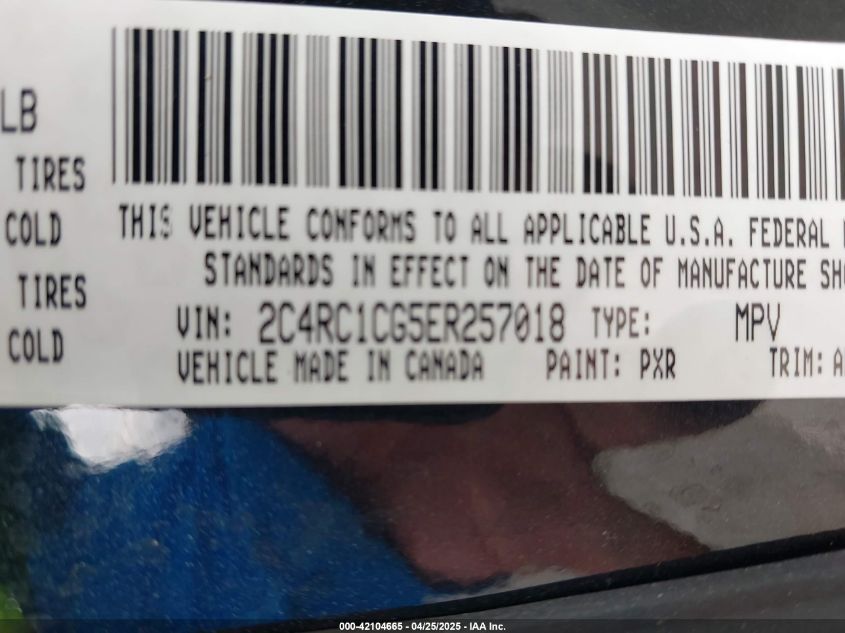 LB
TIRES
COLD
TIRES
COLD
THIS VEHICLE CONFORMS TO ALL APPLICABLE U.S.A. FEDERAL
STANDARDS IN EFFECT ON THE DATE OF MANUFACTURE SHO
VIN: 2C4RC1CG5ER257018 TYPE: MPV
VEHICLE MADE IN CANADA PAINT: PXR TRIM: A
000-42104665 - 04/25/2025 - IAA Inc.